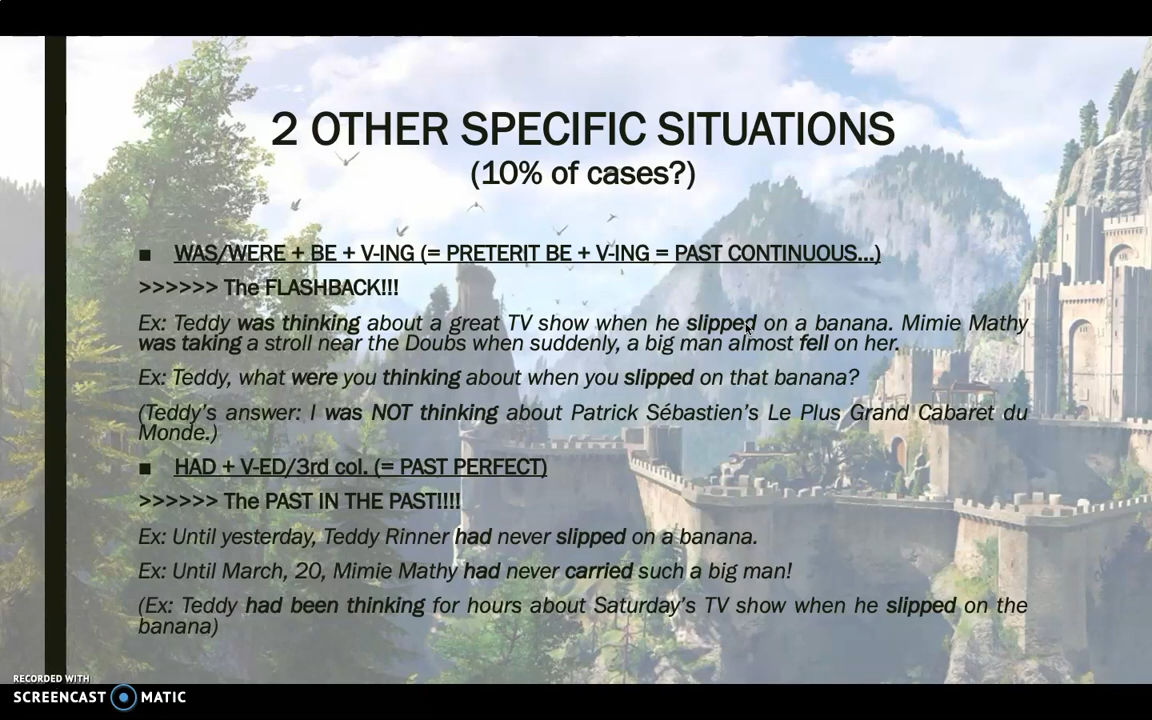 2 OTHER SPECIFIC SITUATIONS
(10% of cases?)
■ WAS/WERE + BE + V-ING (= PRETERIT BE + V-ING = PAST CONTINUOUS...)
>>>>>> The FLASHBACK!!!
Ex: Teddy was thinking about a great TV show when he slipped on a banana. Mimie Mathy
was taking a stroll near the Doubs when suddenly, a big man almost fell on her.
Ex: Teddy, what were you thinking about when you slipped on that banana?
(Teddy's answer: I was NOT thinking about Patrick Sébastien's Le Plus Grand Cabaret du
Monde.)
■ HAD + V-ED/3rd col. (= PAST PERFECT)
>>>>>> The PAST IN THE PAST!!!!
Ex: Until yesterday, Teddy Rinner had never slipped on a banana.
Ex: Until March, 20, Mimie Mathy had never carried such a big man!
(Ex: Teddy had been thinking for hours about Saturday's TV show when he slipped on the
banana)
RECORDED WITH
SCREENCAST MATIC